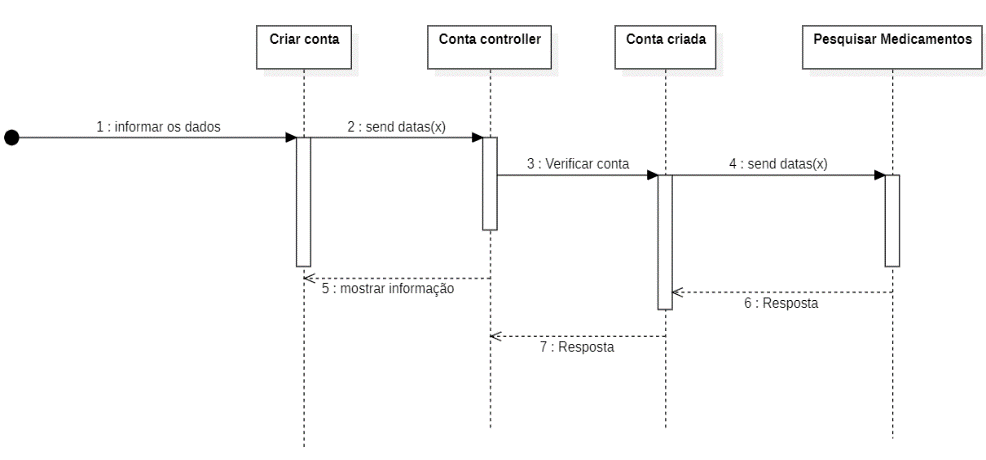 Criar conta
Conta controller
Conta criada
Pesquisar Medicamentos
1 : informar os dados
2 : send datas(x)
3 : Verificar conta
4 : send datas(x)
5 : mostrar informação
6 : Resposta
7 : Resposta